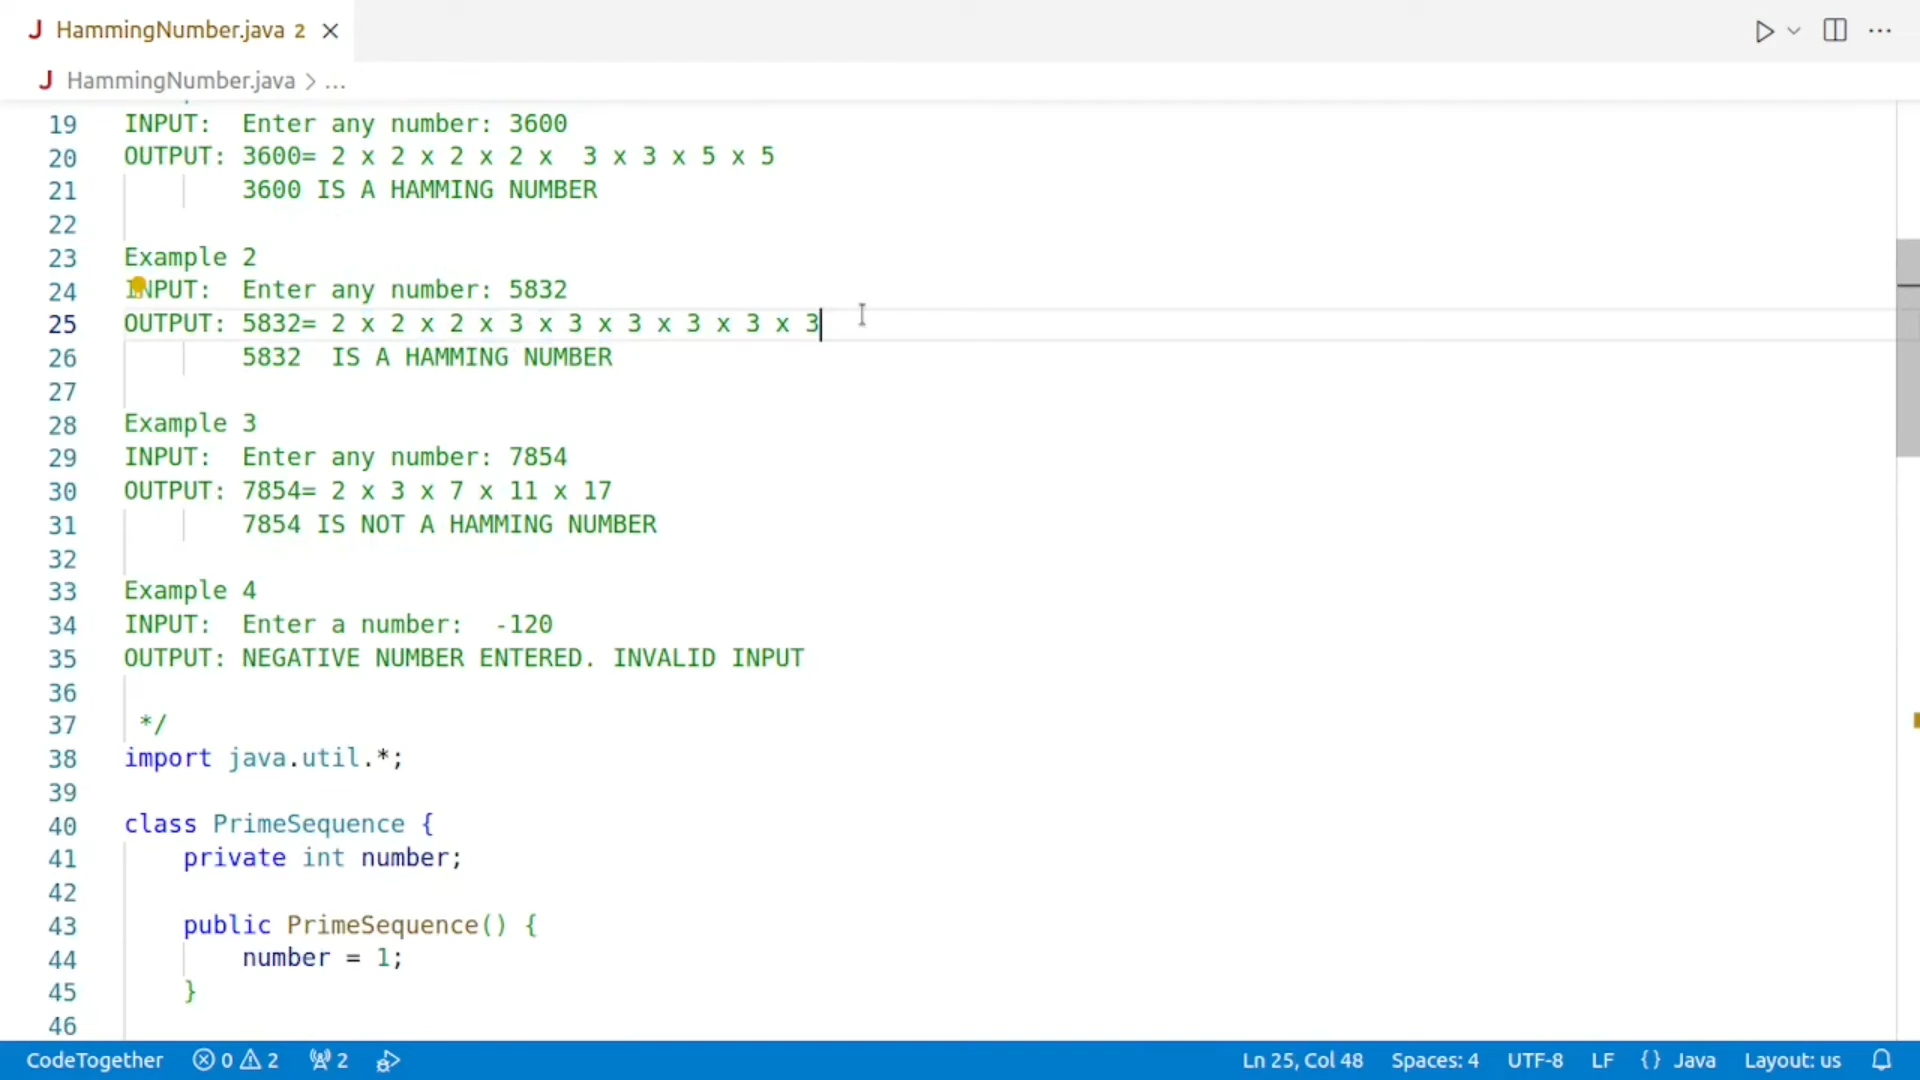 J HammingNumber.java 2
J HammingNumber.java > ...
19 INPUT:  Enter any number: 3600
20 OUTPUT: 3600= 2 x 2 x 2 x 2 x  3 x 3 x 5 x 5
21         3600 IS A HAMMING NUMBER
22
23 Example 2
24 INPUT:  Enter any number: 5832
25 OUTPUT: 5832= 2 x 2 x 2 x 3 x 3 x 3 x 3 x 3 x 3
26         5832  IS A HAMMING NUMBER
27
28 Example 3
29 INPUT:  Enter any number: 7854
30 OUTPUT: 7854= 2 x 3 x 7 x 11 x 17
31         7854 IS NOT A HAMMING NUMBER
32
33 Example 4
34 INPUT:  Enter a number:  -120
35 OUTPUT: NEGATIVE NUMBER ENTERED. INVALID INPUT
36
37  */
38 import java.util.*;
39
40 class PrimeSequence {
41     private int number;
42
43     public PrimeSequence() {
44         number = 1;
45     }
46
CodeTogether 0 2 2 Ln 25, Col 48 Spaces: 4 UTF-8 LF {} Java Layout: us